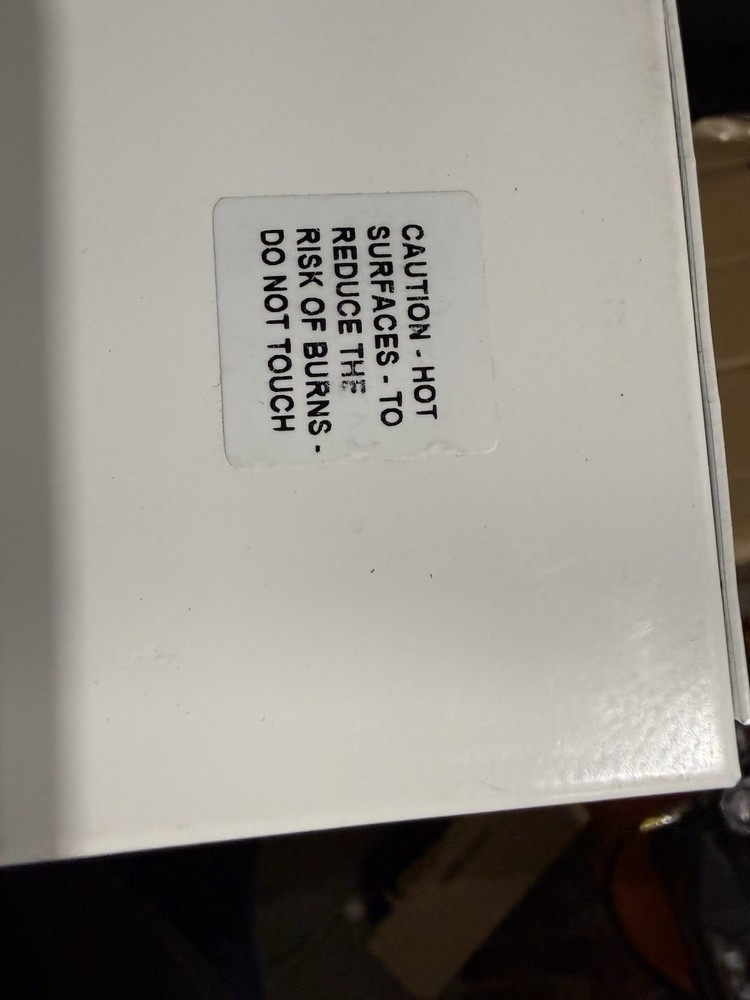 CAUTION - HOT
SURFACES - TO
REDUCE THE
RISK OF BURNS -
DO NOT TOUCH